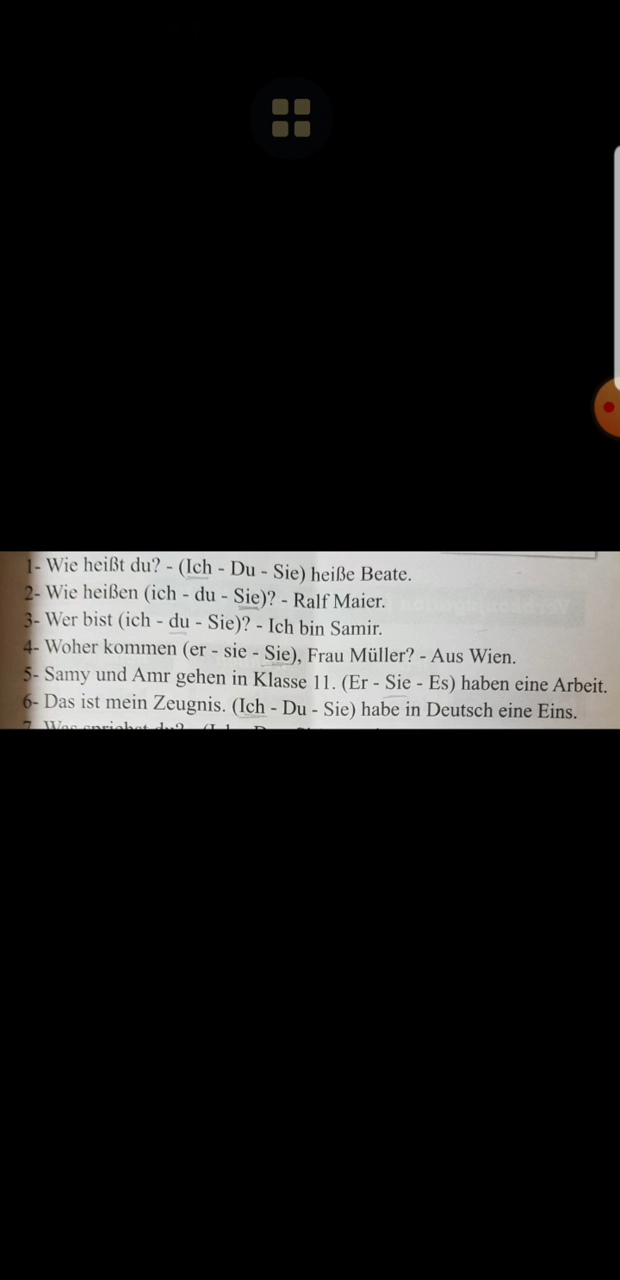 1- Wie heißt du? - (Ich - Du - Sie) heiße Beate.
2- Wie heißen (ich - du - Sie)? - Ralf Maier.
3- Wer bist (ich - du - Sie)? - Ich bin Samir.
4- Woher kommen (er - sie - Sie), Frau Müller? - Aus Wien.
5- Samy und Amr gehen in Klasse 11. (Er - Sie - Es) haben eine Arbeit.
6- Das ist mein Zeugnis. (Ich - Du - Sie) habe in Deutsch eine Eins.